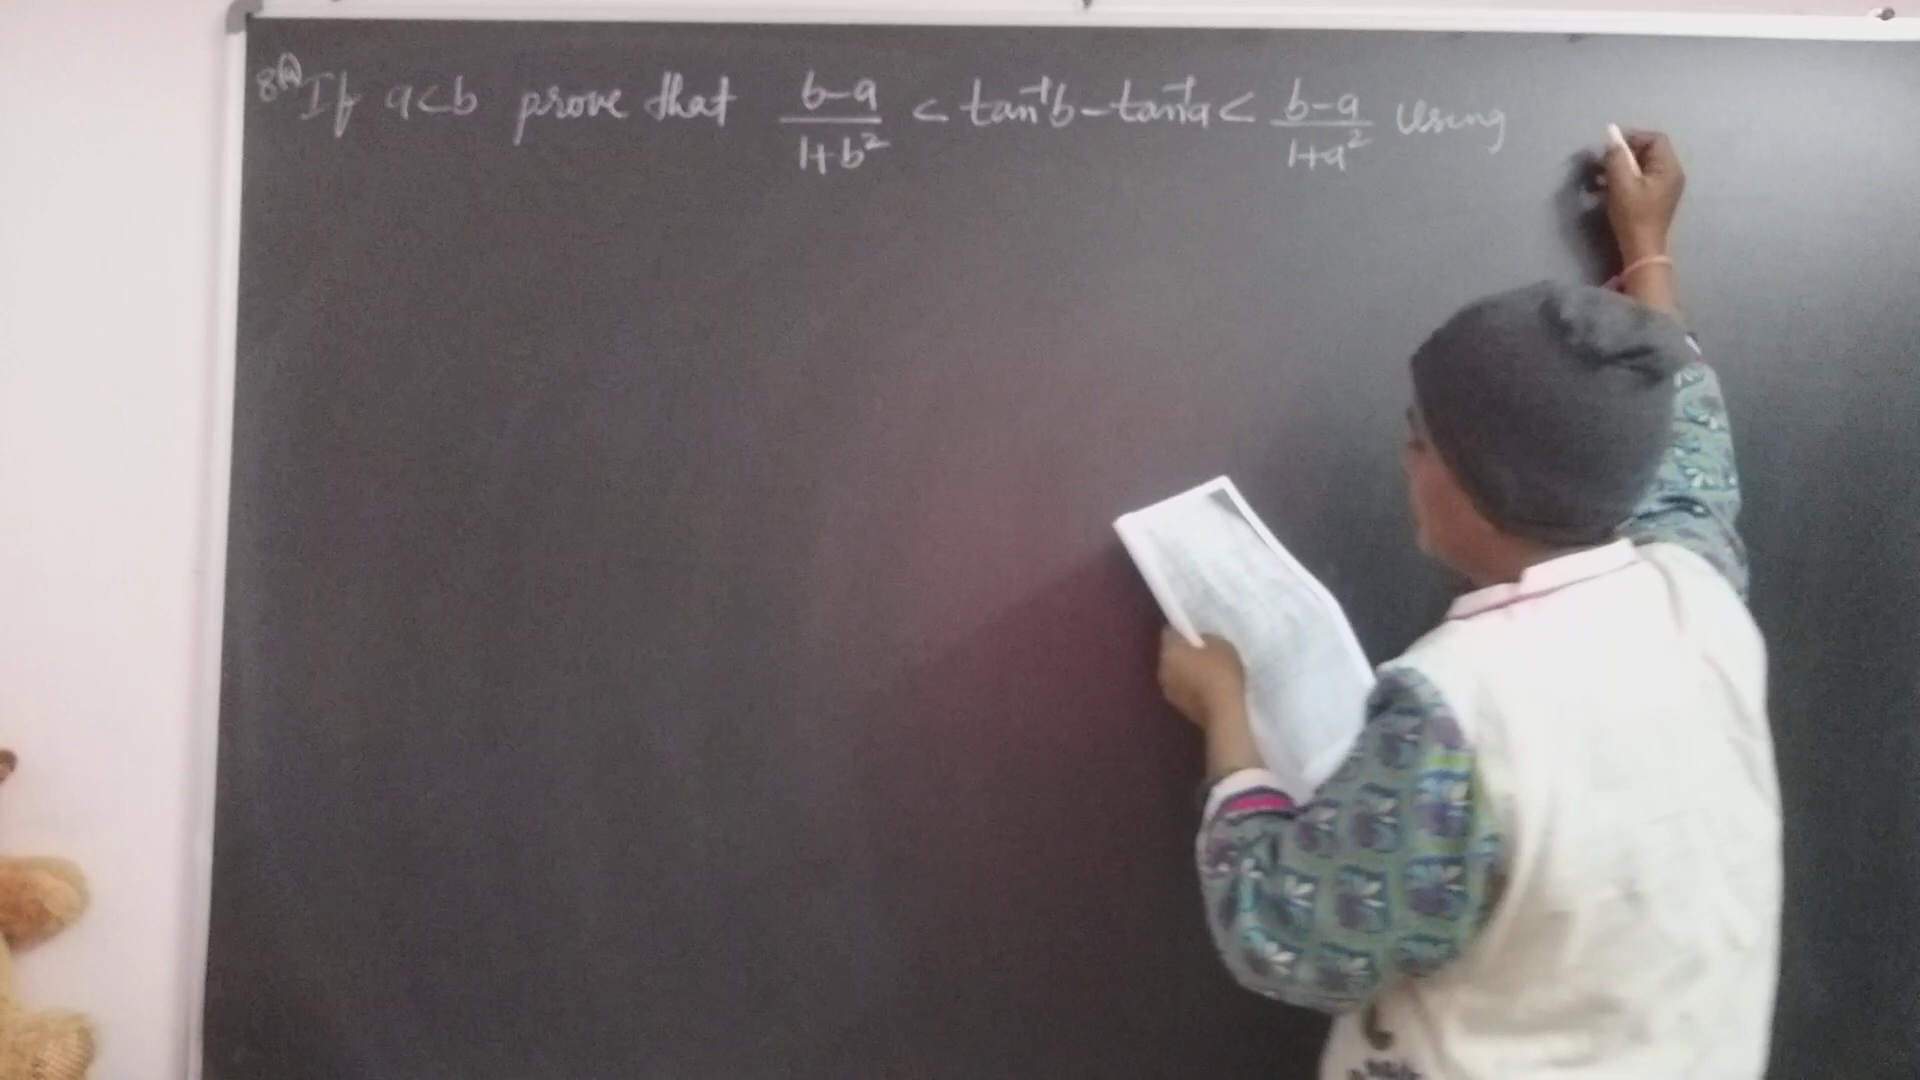 8(a) If a<b prove that b-a/1+b² < tan⁻¹b-tan⁻¹a < b-a/1+a² using